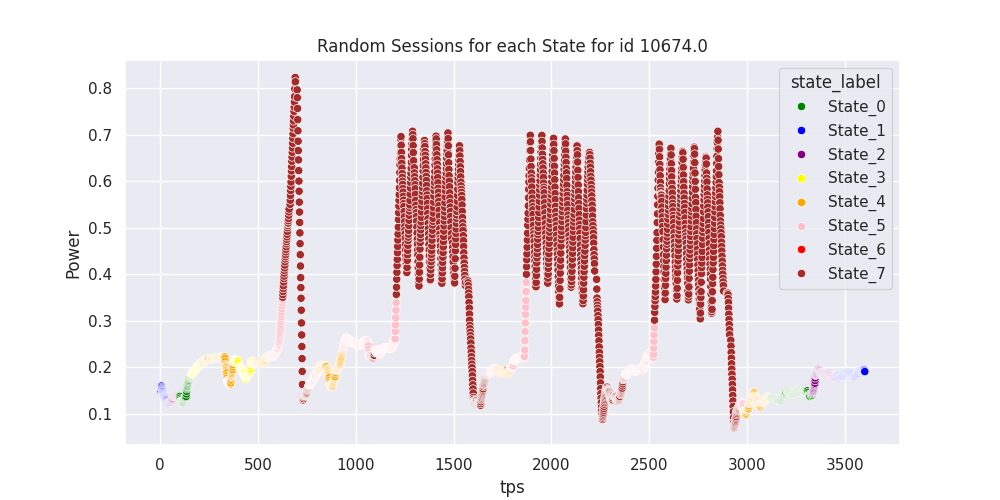 Random Sessions for each State for id 10674.0
Power
0.8
0.7
0.6
0.5
0.4
0.3
0.2
0.1
state_label
State_0
State_1
State_2
State_3
State_4
State_5
State_6
State_7
0 500 1000 1500 2000 2500 3000 3500
tps